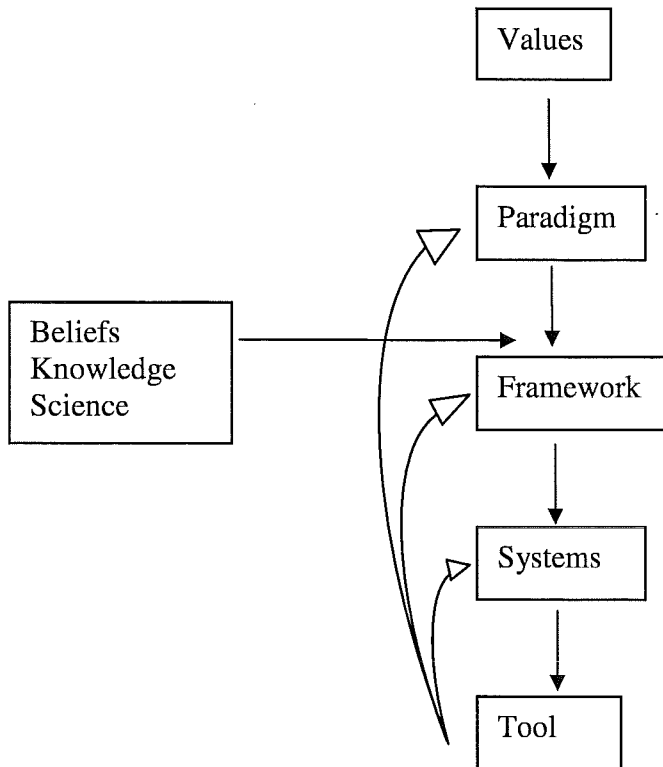 Values
Paradigm
Beliefs
Knowledge
Science
Framework
Systems
Tool